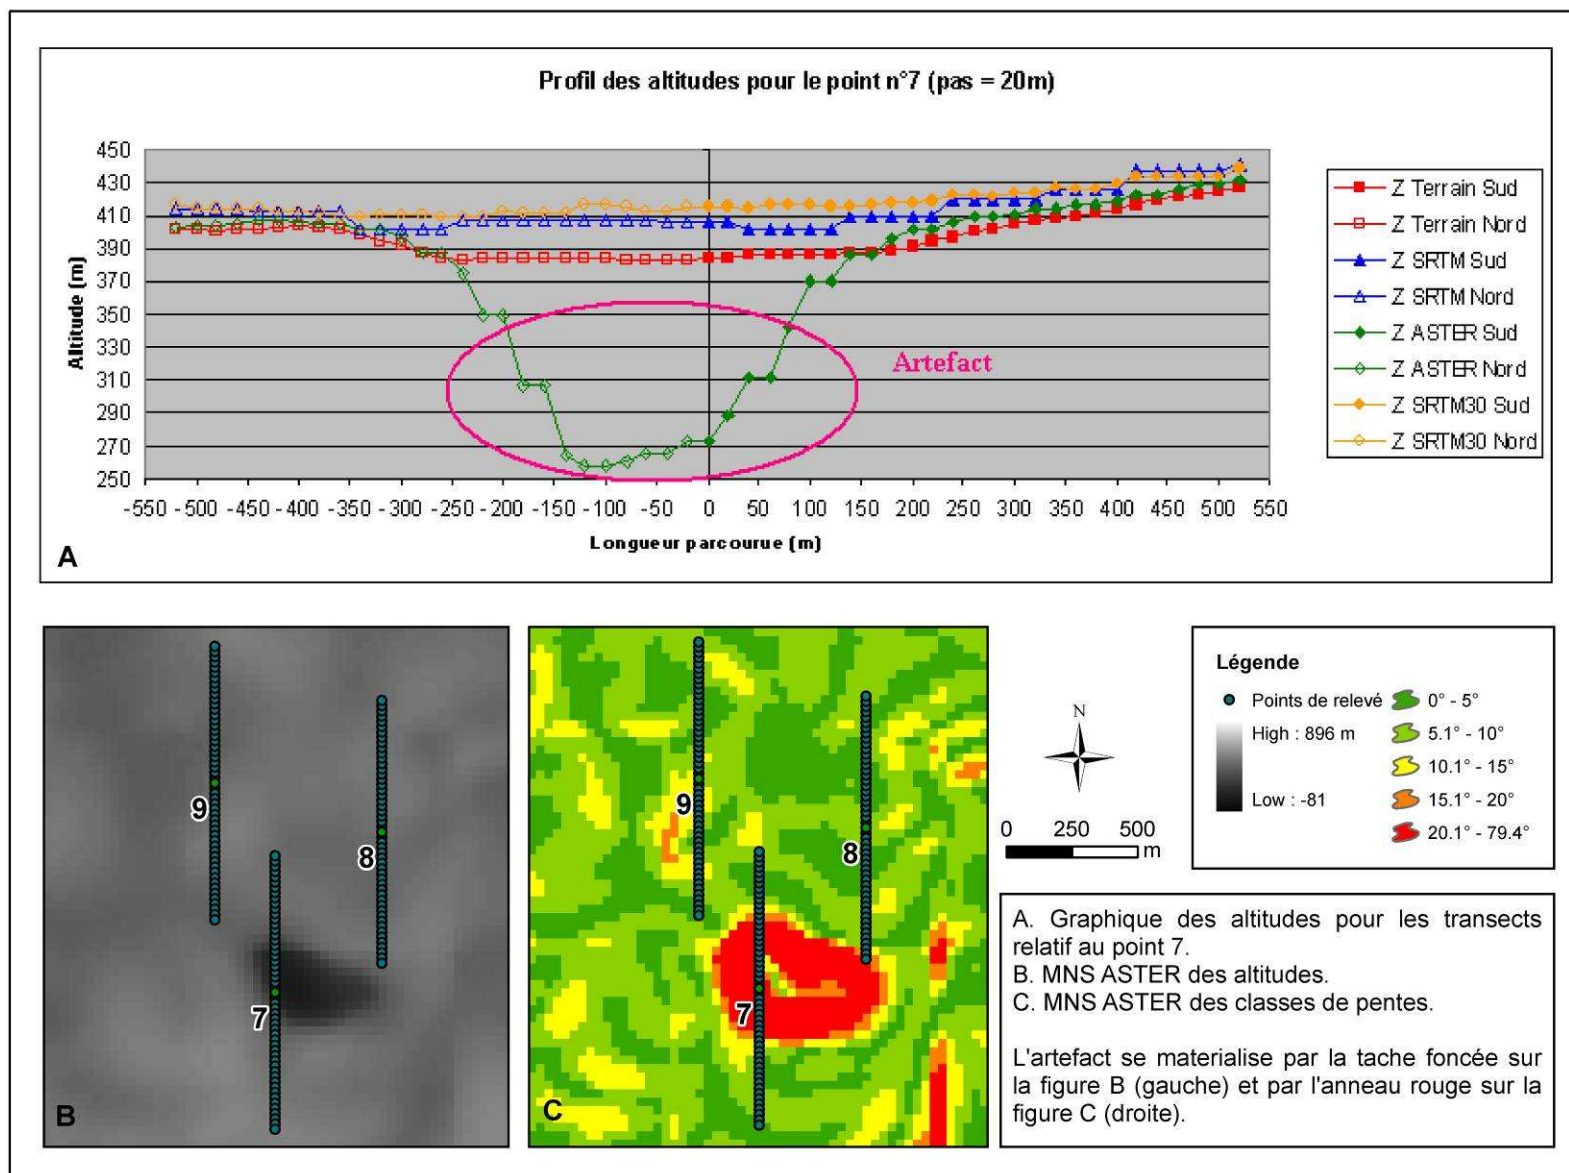 Profil des altitudes pour le point n°7 (pas = 20m)
Altitude (m)
450
430
410
390
370
350
330
310
290
270
250
Artefact
-550 -500 -450 -400 -350 -300 -250 -200 -150 -100 -50 0 50 100 150 200 250 300 350 400 450 500 550
Longueur parcourue (m)
Z Terrain Sud
Z Terrain Nord
Z SRTM Sud
Z SRTM Nord
Z ASTER Sud
Z ASTER Nord
Z SRTM30 Sud
Z SRTM30 Nord
A
9
8
7
B
9
8
7
C
N
0 250 500
m
Légende
Points de relevé
High : 896 m
Low : -81
0° - 5°
5.1° - 10°
10.1° - 15°
15.1° - 20°
20.1° - 79.4°
A. Graphique des altitudes pour les transects
relatif au point 7.
B. MNS ASTER des altitudes.
C. MNS ASTER des classes de pentes.
L'artefact se materialise par la tache foncée sur
la figure B (gauche) et par l'anneau rouge sur la
figure C (droite).